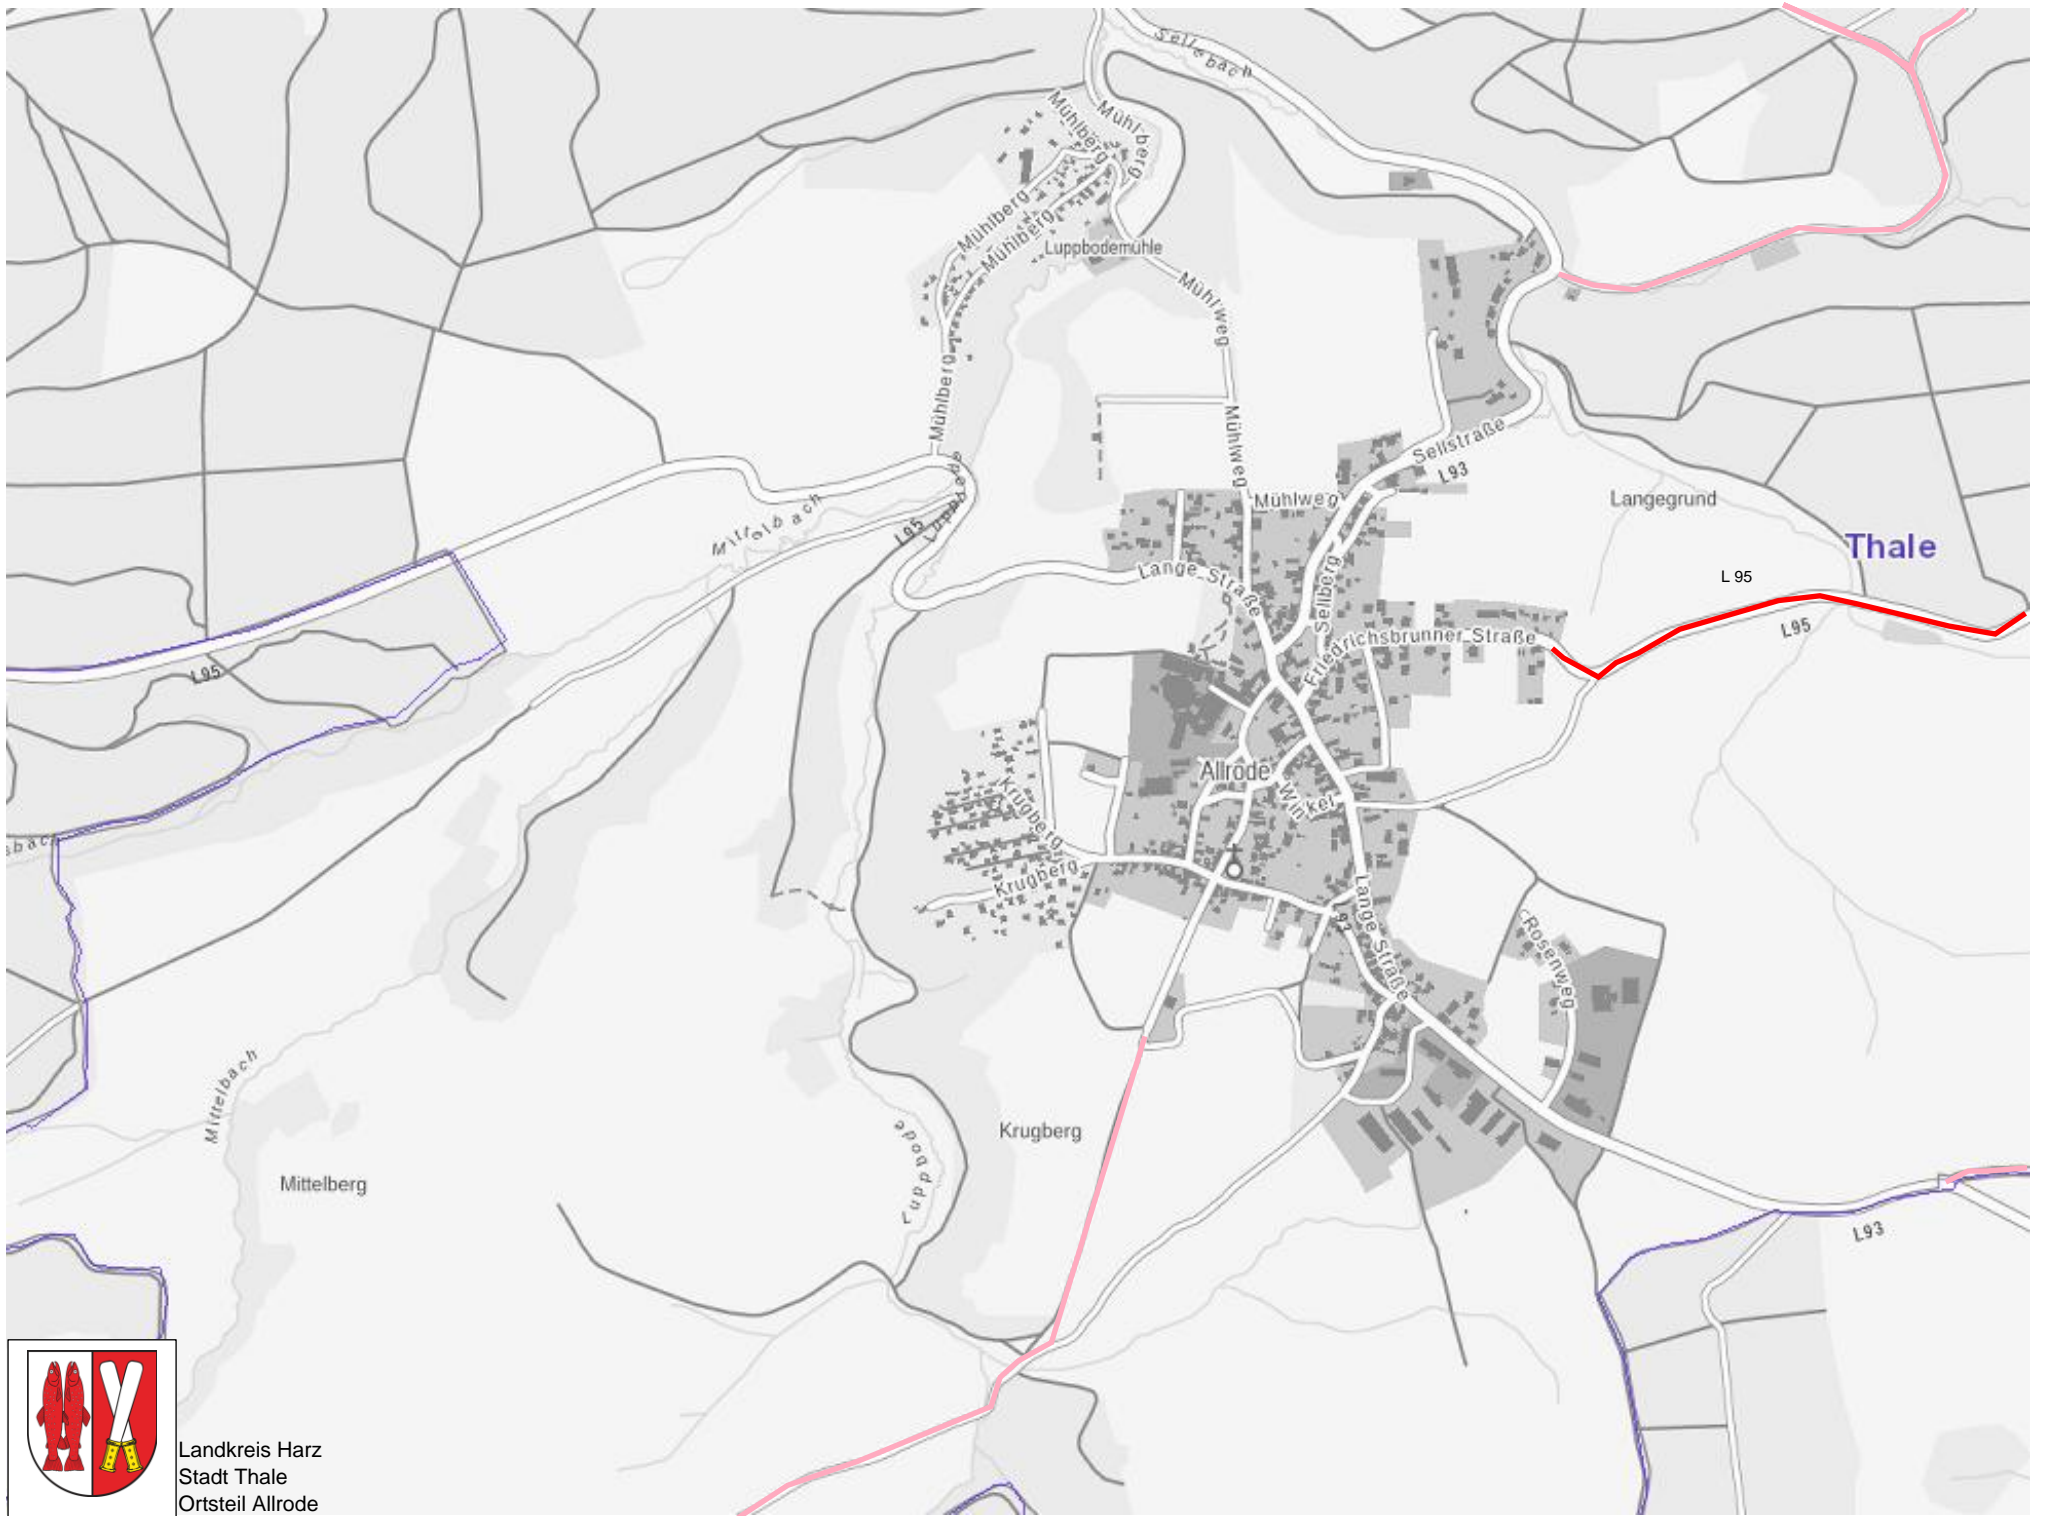 Sellebach
Mühlberg
Mühlberg
Mühlberg
Mühlberg
Luppbodemühle
Mühlweg
Mühlberg
Mühlweg
Sellstraße
L93
Mühlweg
Langegrund
Luppbode
L95
Mittelbach
Thale
Lange Straße
L 95
Sellberg
Friedrichsbrunner Straße
L95
L95
Allrode
Winkel
Krugberg
Krugberg
Lange Straße
93
Rosenweg
sbach
Mittelbach
Krugberg
Luppbode
Mittelberg
L93
Landkreis Harz
Stadt Thale
Ortsteil Allrode